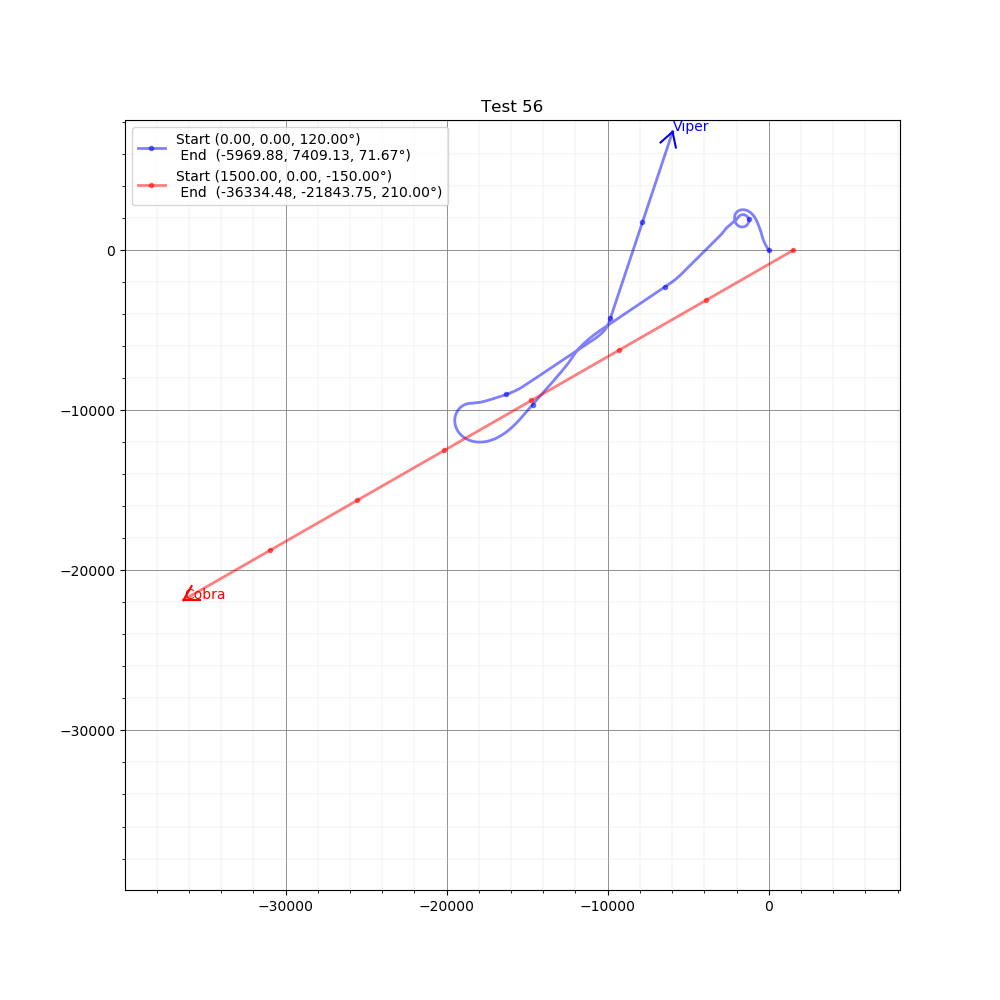 Test 56
Start (0.00, 0.00, 120.00°)
End (-5969.88, 7409.13, 71.67°)
Start (1500.00, 0.00, -150.00°)
End (-36334.48, -21843.75, 210.00°)
Viper
Cobra
0
−10000
−20000
−30000
−30000
−20000
−10000
0